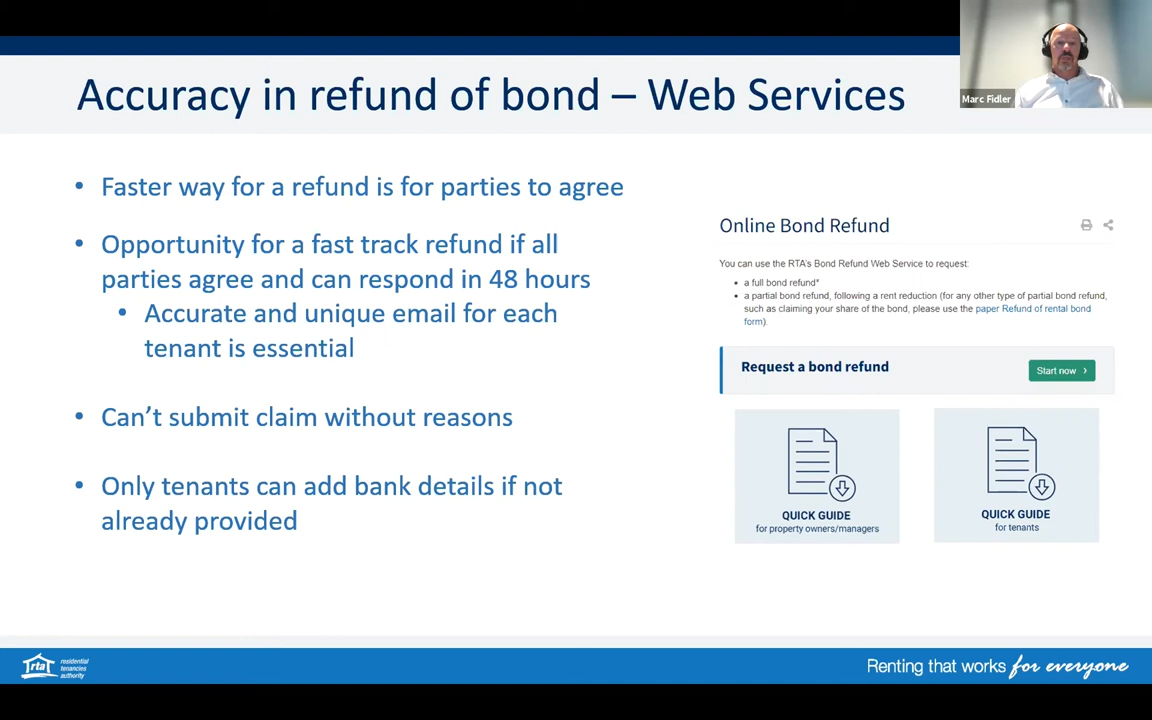 Accuracy in refund of bond – Web Services
Marc Fidler
• Faster way for a refund is for parties to agree
• Opportunity for a fast track refund if all
parties agree and can respond in 48 hours
• Accurate and unique email for each
tenant is essential
• Can’t submit claim without reasons
• Only tenants can add bank details if not
already provided
Online Bond Refund
You can use the RTA's Bond Refund Web Service to request:
• a full bond refund*
• a partial bond refund, following a rent reduction (for any other type of partial bond refund,
such as claiming your share of the bond, please use the paper Refund of rental bond
form).
Request a bond refund
Start now ›
QUICK GUIDE
for property owners/managers
QUICK GUIDE
for tenants
rta
residential
tenancies
authority
Renting that works for everyone